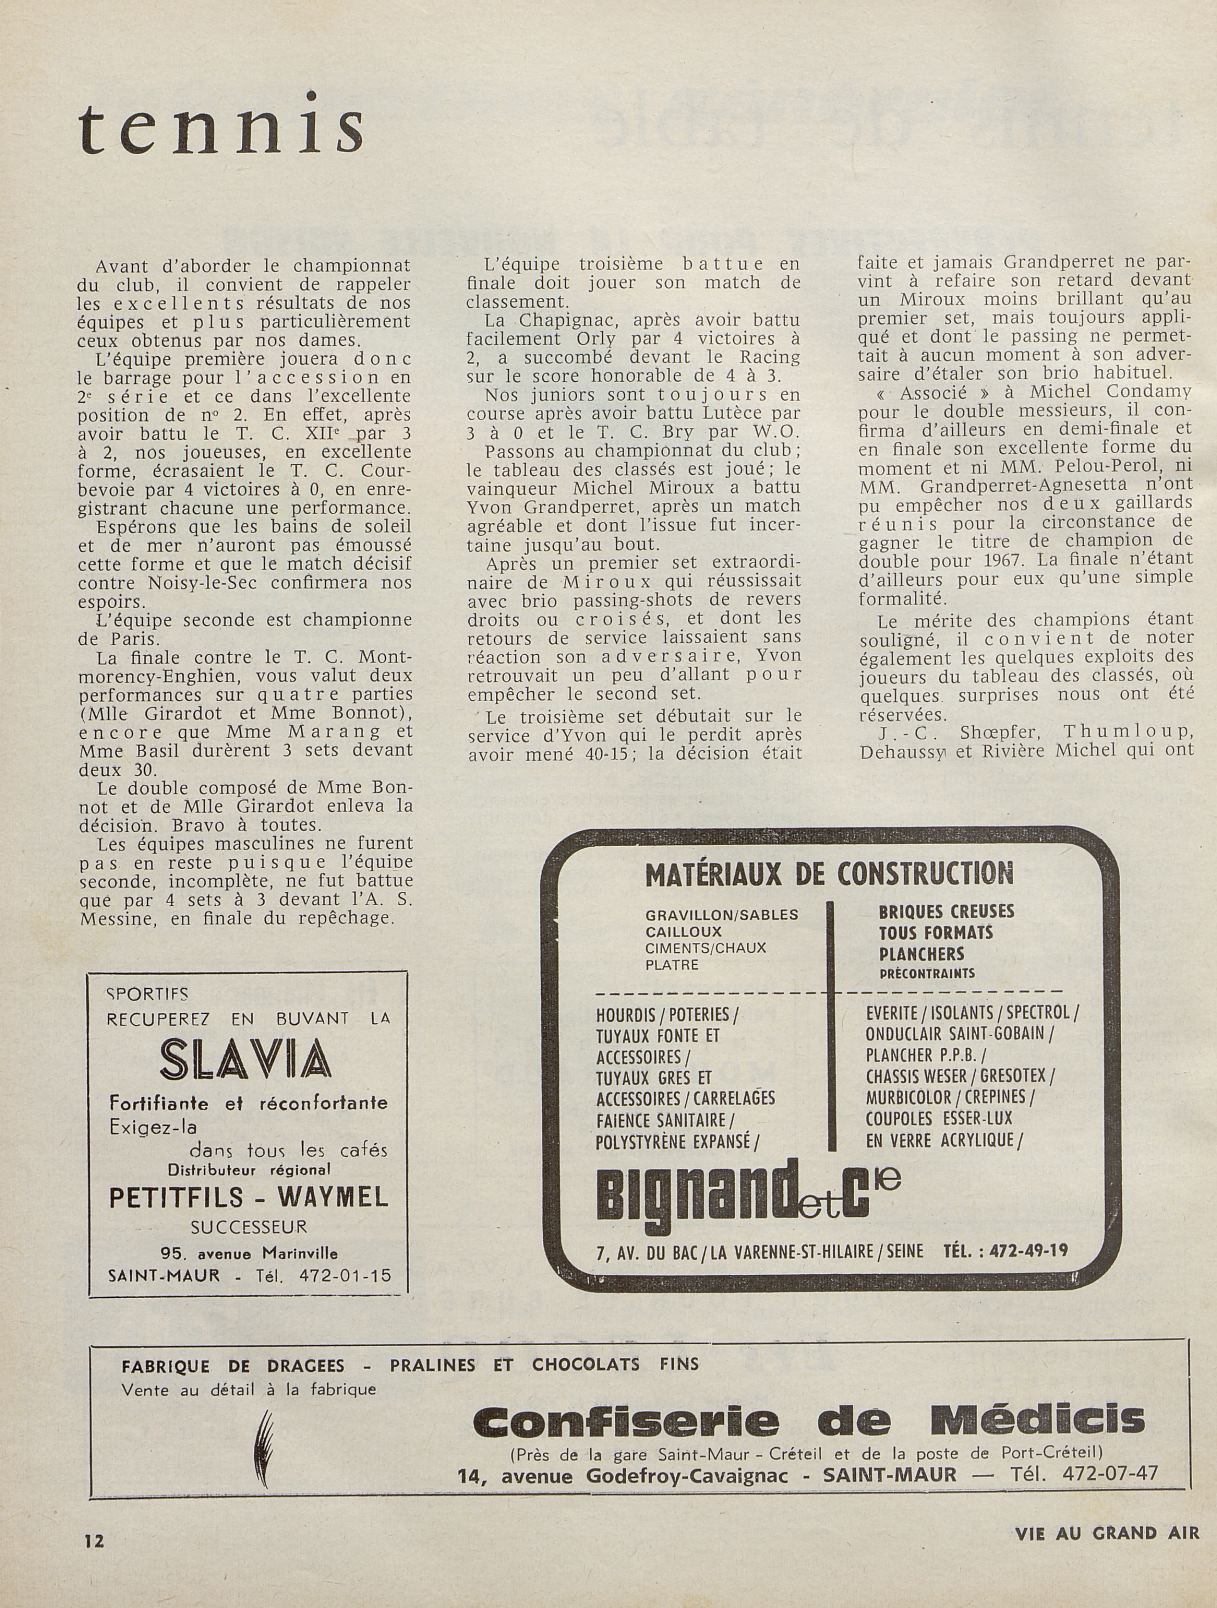 tennis
Avant d'aborder le championnat
du club, il convient de rappeler
les excellents résultats de nos
équipes et plus particulièrement
ceux obtenus par nos dames.
L'équipe première jouera donc
le barrage pour l'accession en
2e série et ce dans l'excellente
position de n° 2. En effet, après
avoir battu le T. C. XIIe par 3
à 2, nos joueuses, en excellente
forme, écrasaient le T. C. Cour-
bevoie par 4 victoires à 0, en enre-
gistrant chacune une performance.
Espérons que les bains de soleil
et de mer n'auront pas émoussé
cette forme et que le match décisif
contre Noisy-le-Sec confirmera nos
espoirs.
L'équipe seconde est championne
de Paris.
La finale contre le T. C. Mont-
morency-Enghien, vous valut deux
performances sur quatre parties
(Mlle Girardot et Mme Bonnot),
encore que Mme Marang et
Mme Basil durèrent 3 sets devant
deux 30.
Le double composé de Mme Bon-
not et de Mlle Girardot enleva la
décision. Bravo à toutes.
Les équipes masculines ne furent
pas en reste puisque l'équipe
seconde, incomplète, ne fut battue
que par 4 sets à 3 devant l'A. S.
Messine, en finale du repêchage.
L'équipe troisième battue en
finale doit jouer son match de
classement.
La Chapignac, après avoir battu
facilement Orly par 4 victoires à
2, a succombé devant le Racing
sur le score honorable de 4 à 3.
Nos juniors sont toujours en
course après avoir battu Lutèce par
3 à 0 et le T. C. Bry par W.O.
Passons au championnat du club ;
le tableau des classés est joué ; le
vainqueur Michel Miroux a battu
Yvon Grandperret, après un match
agréable et dont l'issue fut incer-
taine jusqu'au bout.
Après un premier set extraordi-
naire de Miroux qui réussissait
avec brio passing-shots de revers
droits ou croisés, et dont les
retours de service laissaient sans
réaction son adversaire, Yvon
retrouvait un peu d'allant pour
empêcher le second set.
Le troisième set débutait sur le
service d'Yvon qui le perdit après
avoir mené 40-15 ; la décision était
faite et jamais Grandperret ne par-
vint à refaire son retard devant
un Miroux moins brillant qu'au
premier set, mais toujours appli-
qué et dont le passing ne permet-
tait à aucun moment à son adver-
saire d'étaler son brio habituel.
« Associé » à Michel Condamy
pour le double messieurs, il con-
firma d'ailleurs en demi-finale et
en finale son excellente forme du
moment et ni MM. Pelou-Perol, ni
MM. Grandperret-Agnesetta n'ont
pu empêcher nos deux gaillards
réunis pour la circonstance de
gagner le titre de champion de
double pour 1967. La finale n'étant
d'ailleurs pour eux qu'une simple
formalité.
Le mérite des champions étant
souligné, il convient de noter
également les quelques exploits des
joueurs du tableau des classés, où
quelques surprises nous ont été
réservées.
J.-C. Shœpfer, Thumloup,
Dehaussy et Rivière Michel qui ont
SPORTIFS
RECUPEREZ EN BUVANT LA
SLAVIA
Fortifiante et réconfortante
Exigez-la
dans tous les cafés
Distributeur régional
PETITFILS - WAYMEL
SUCCESSEUR
95, avenue Marinville
SAINT-MAUR - Tél. 472-01-15
MATÉRIAUX DE CONSTRUCTION
GRAVILLON/SABLES
CAILLOUX
CIMENTS/CHAUX
PLATRE
BRIQUES CREUSES
TOUS FORMATS
PLANCHERS
PRÉCONTRAINTS
HOURDIS / POTERIES /
TUYAUX FONTE ET
ACCESSOIRES /
TUYAUX GRES ET
ACCESSOIRES / CARRELAGES
FAIENCE SANITAIRE /
POLYSTYRÈNE EXPANSÉ /
EVERITE / ISOLANTS / SPECTROL /
ONDUCLAIR SAINT-GOBAIN /
PLANCHER P.P.B. /
CHASSIS WESER / GRESOTEX /
MURBICOLOR / CREPINES /
COUPOLES ESSER-LUX
EN VERRE ACRYLIQUE /
Bignand et Cie
7, AV. DU BAC / LA VARENNE-ST-HILAIRE / SEINE TÉL. : 472-49-19
FABRIQUE DE DRAGEES - PRALINES ET CHOCOLATS FINS
Vente au détail à la fabrique
Confiserie de Médicis
(Près de la gare Saint-Maur - Créteil et de la poste de Port-Créteil)
14, avenue Godefroy-Cavaignac - SAINT-MAUR — Tél. 472-07-47
12
VIE AU GRAND AIR